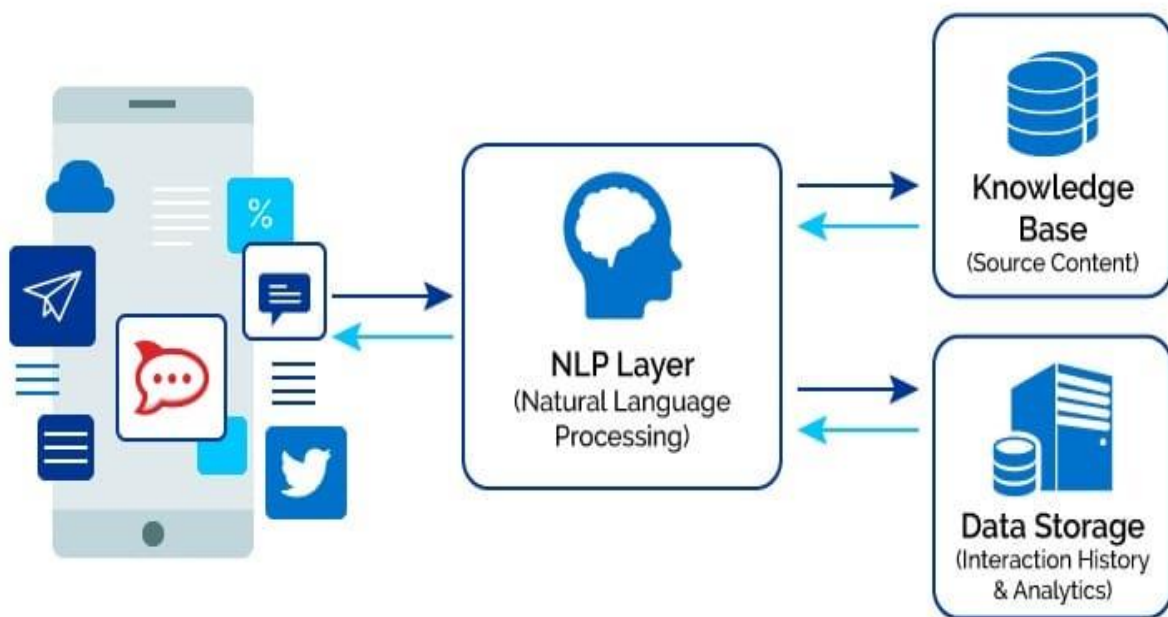 %
NLP Layer
(Natural Language
Processing)
Knowledge
Base
(Source Content)
Data Storage
(Interaction History
& Analytics)